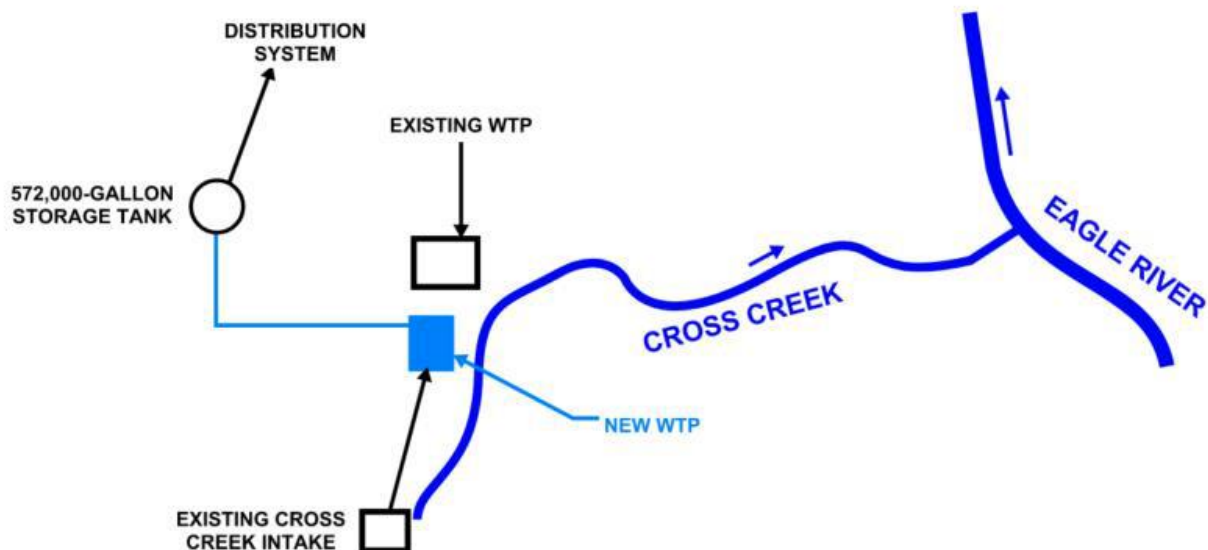 DISTRIBUTION
SYSTEM
EXISTING WTP
572,000-GALLON
STORAGE TANK
EAGLE RIVER
CROSS CREEK
NEW WTP
EXISTING CROSS
CREEK INTAKE